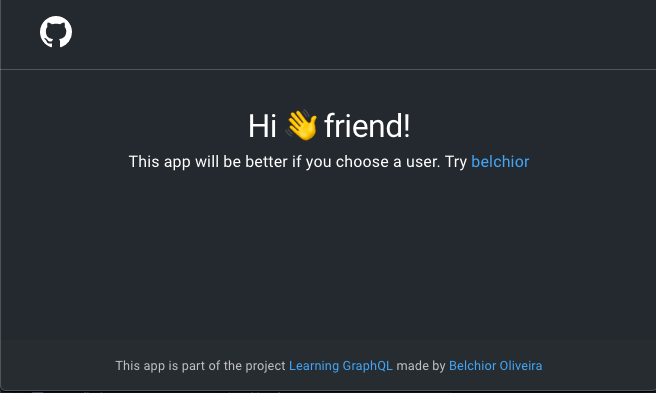 Hi 👋 friend!
This app will be better if you choose a user. Try belchior
This app is part of the project Learning GraphQL made by Belchior Oliveira